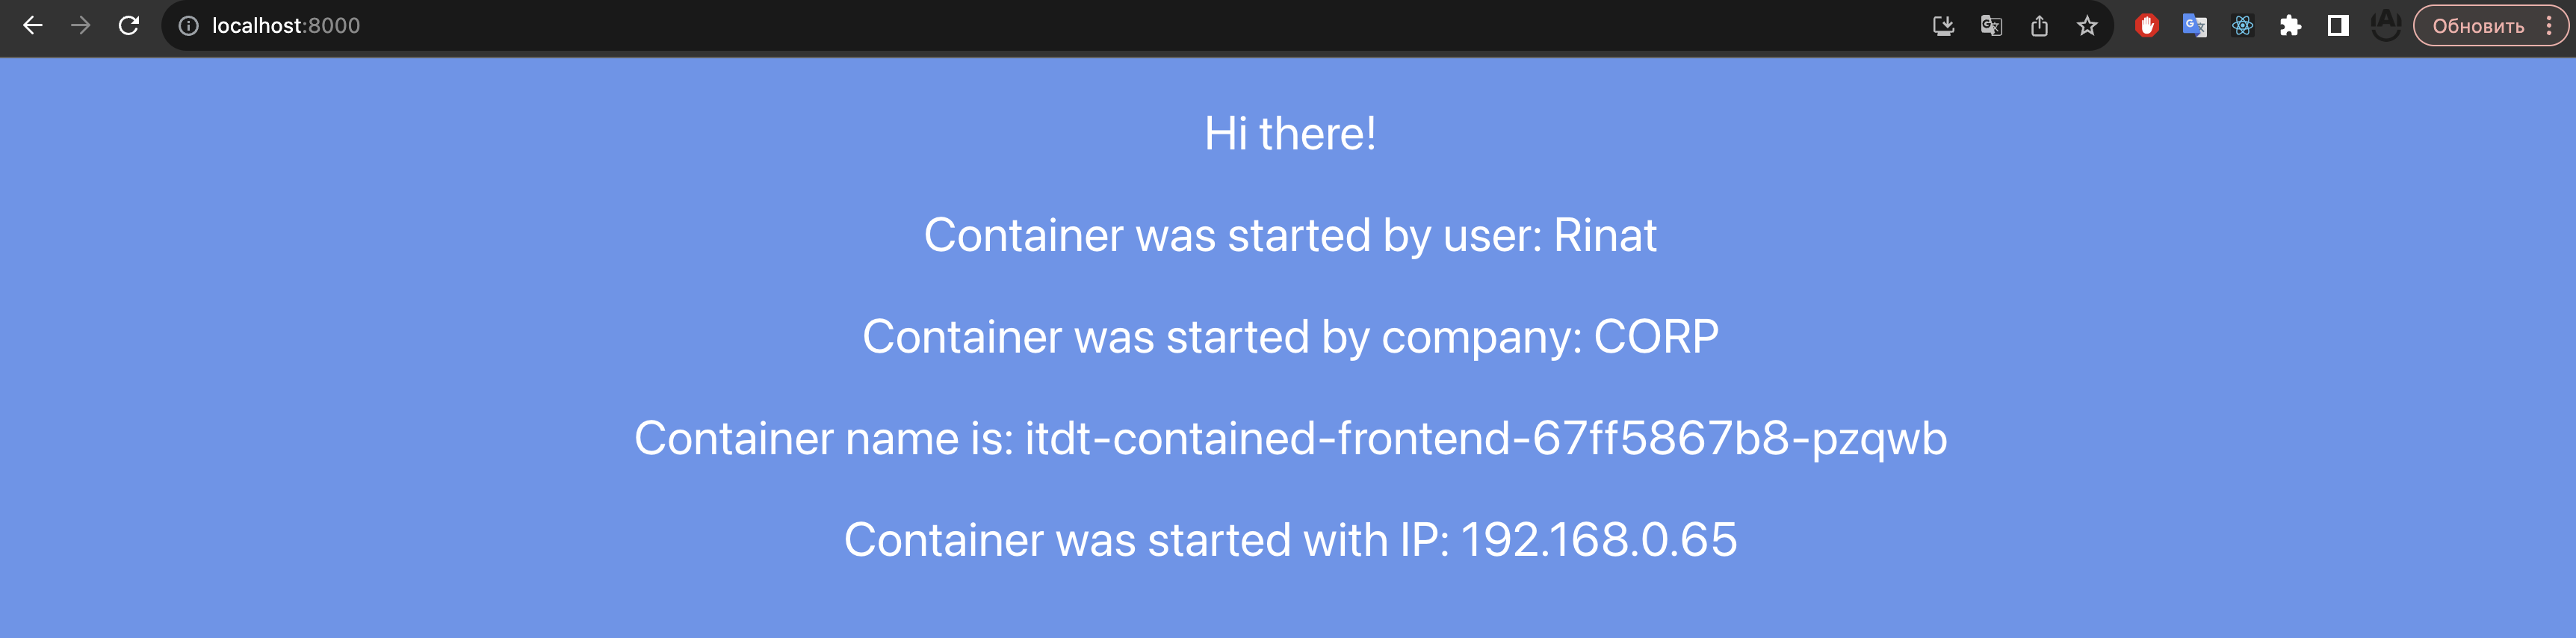 localhost:8000
Обновить
Hi there!
Container was started by user: Rinat
Container was started by company: CORP
Container name is: itdt-contained-frontend-67ff5867b8-pzqwb
Container was started with IP: 192.168.0.65